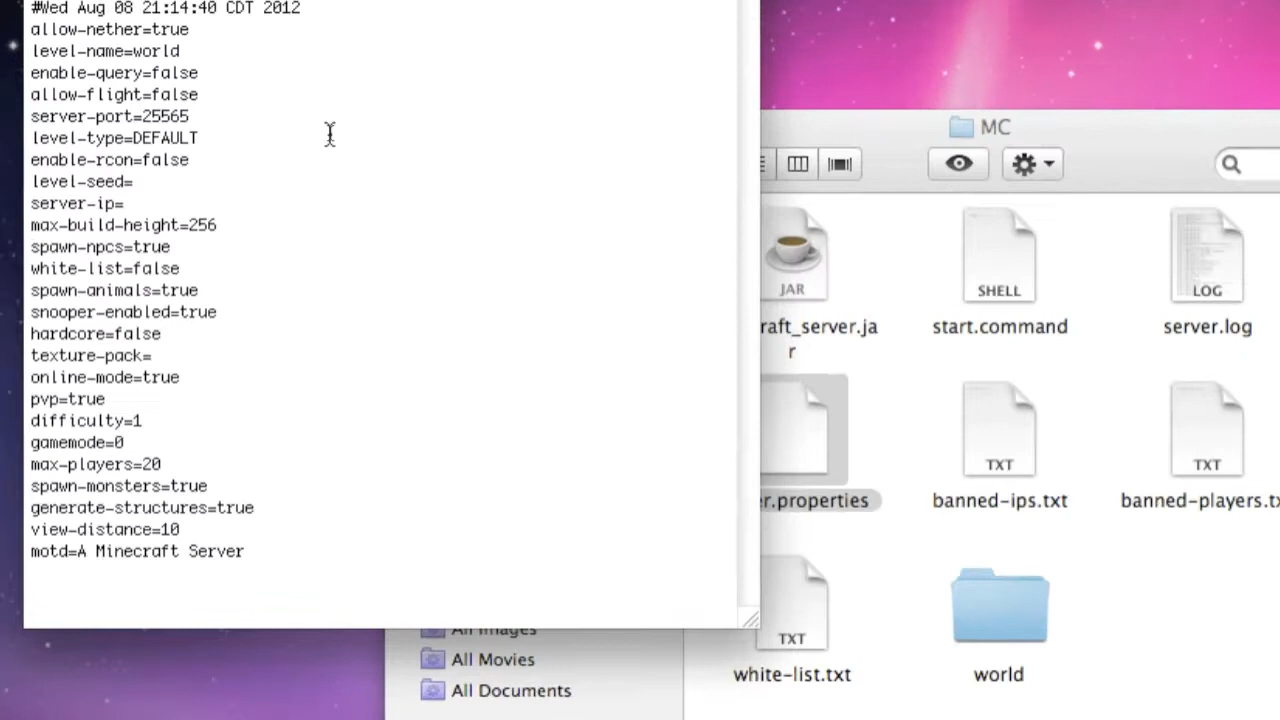 #Wed Aug 08 21:14:40 CDT 2012
allow-nether=true
level-name=world
enable-query=false
allow-flight=false
server-port=25565
level-type=DEFAULT
enable-rcon=false
level-seed=
server-ip=
max-build-height=256
spawn-npcs=true
white-list=false
spawn-animals=true
snooper-enabled=true
hardcore=false
texture-pack=
online-mode=true
pvp=true
difficulty=1
gamemode=0
max-players=20
spawn-monsters=true
generate-structures=true
view-distance=10
motd=A Minecraft Server
MC
JAR
SHELL
LOG
raft_server.ja
r
start.command
server.log
TXT
TXT
er.properties
banned-ips.txt
banned-players.tx
TXT
white-list.txt
world
All Images
All Movies
All Documents